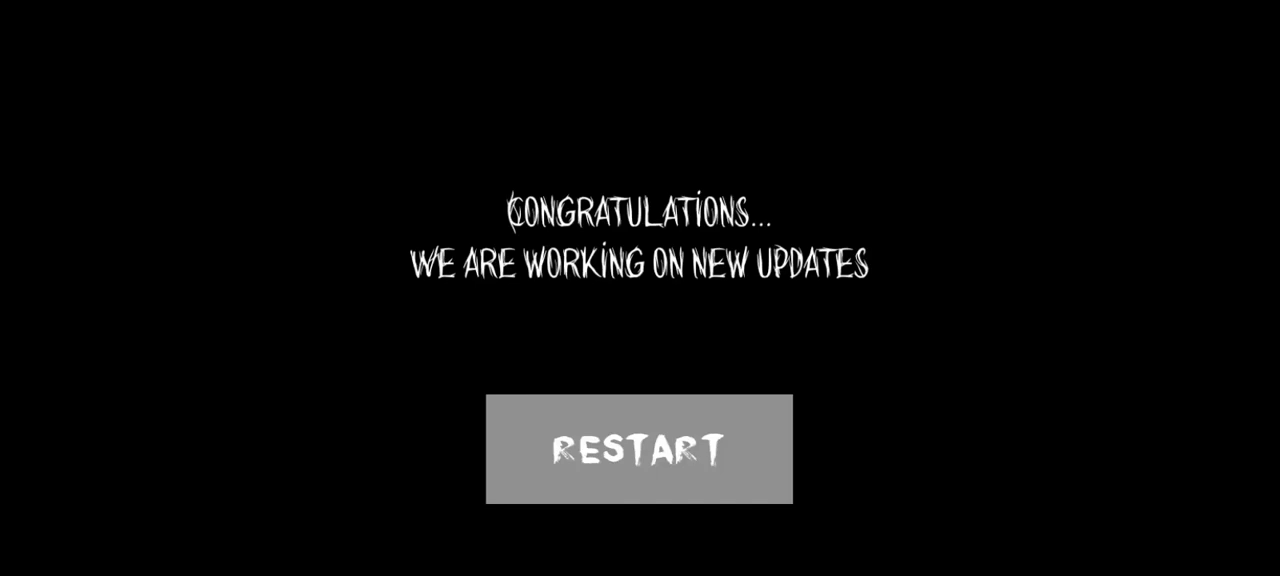 CONGRATULATIONS...
WE ARE WORKING ON NEW UPDATES
RESTART